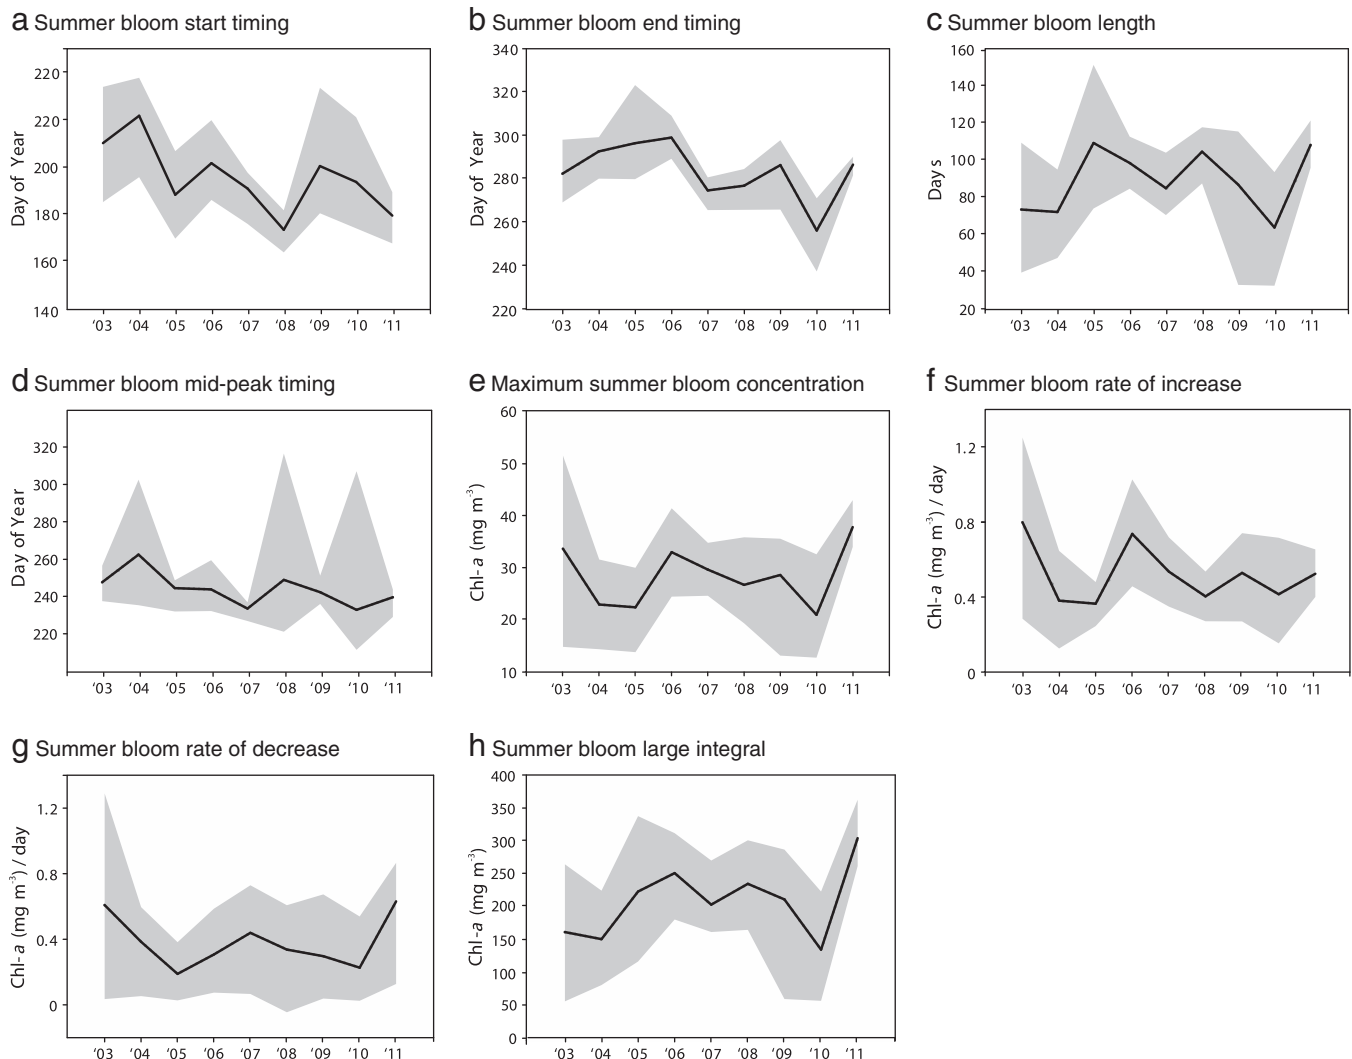 a Summer bloom start timing
220
220
200
180
160
140
Day of Year
‘03 ‘04 ‘05 ‘06 ‘07 ‘08 ‘09 ‘10 ‘11
b Summer bloom end timing
340
320
300
280
260
240
220
Day of Year
‘03 ‘04 ‘05 ‘06 ‘07 ‘08 ‘09 ‘10 ‘11
c Summer bloom length
160
140
120
100
80
60
40
20
Days
‘03 ‘04 ‘05 ‘06 ‘07 ‘08 ‘09 ‘10 ‘11
d Summer bloom mid-peak timing
320
300
280
260
240
220
Day of Year
‘03 ‘04 ‘05 ‘06 ‘07 ‘08 ‘09 ‘10 ‘11
e Maximum summer bloom concentration
60
50
40
30
20
10
Chl-a (mg m⁻³)
‘03 ‘04 ‘05 ‘06 ‘07 ‘08 ‘09 ‘10 ‘11
f Summer bloom rate of increase
1.2
0.8
0.4
0
Chl-a (mg m⁻³) / day
‘03 ‘04 ‘05 ‘06 ‘07 ‘08 ‘09 ‘10 ‘11
g Summer bloom rate of decrease
1.2
0.8
0.4
0
Chl-a (mg m⁻³) / day
‘03 ‘04 ‘05 ‘06 ‘07 ‘08 ‘09 ‘10 ‘11
h Summer bloom large integral
400
350
300
250
200
150
100
50
0
Chl-a (mg m⁻³)
‘03 ‘04 ‘05 ‘06 ‘07 ‘08 ‘09 ‘10 ‘11